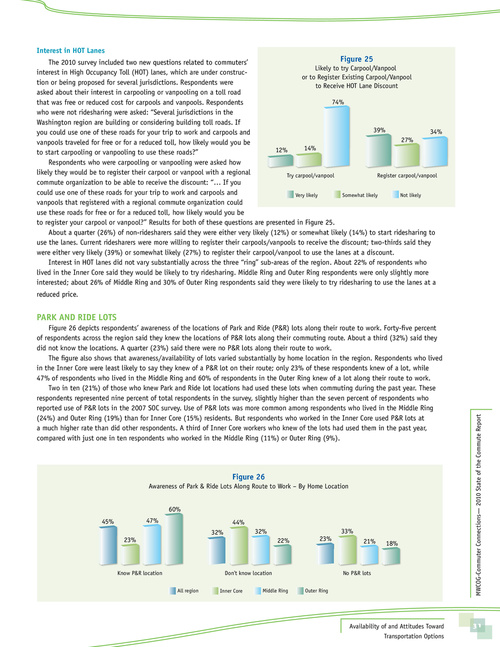 Interest in HOT Lanes
The 2010 survey included two new questions related to commuters'
interest in High Occupancy Toll (HOT) lanes, which are under construc-
tion or being proposed for several jurisdictions. Respondents were
asked about their interest in carpooling or vanpooling on a toll road
that was free or reduced cost for carpools and vanpools. Respondents
who were not ridesharing were asked: "Several jurisdictions in the
Washington region are building or considering building toll roads. If
you could use one of these roads for your trip to work and carpools and
vanpools traveled for free or for a reduced toll, how likely would you be
to start carpooling or vanpooling to use these roads?"
Respondents who were carpooling or vanpooling were asked how
likely they would be to register their carpool or vanpool with a regional
commute organization to be able to receive the discount: "... If you
could use one of these roads for your trip to work and carpools and
vanpools that registered with a regional commute organization could
use these roads for free or for a reduced toll, how likely would you be
to register your carpool or vanpool?" Results for both of these questions are presented in Figure 25.
About a quarter (26%) of non-ridesharers said they were either very likely (12%) or somewhat likely (14%) to start ridesharing to
use the lanes. Current ridesharers were more willing to register their carpools/vanpools to receive the discount; two-thirds said they
were either very likely (39%) or somewhat likely (27%) to register their carpool/vanpool to use the lanes at a discount.
Interest in HOT lanes did not vary substantially across the three "ring" sub-areas of the region. About 22% of respondents who
lived in the Inner Core said they would be likely to try ridesharing. Middle Ring and Outer Ring respondents were only slightly more
interested; about 26% of Middle Ring and 30% of Outer Ring respondents said they were likely to try ridesharing to use the lanes at a
reduced price.
Figure 25
Likely to try Carpool/Vanpool
or to Register Existing Carpool/Vanpool
to Receive HOT Lane Discount
12%
14%
74%
39%
27%
34%
Try carpool/vanpool
Register carpool/vanpool
Very likely
Somewhat likely
Not likely
PARK AND RIDE LOTS
Figure 26 depicts respondents' awareness of the locations of Park and Ride (P&R) lots along their route to work. Forty-five percent
of respondents across the region said they knew the locations of P&R lots along their commuting route. About a third (32%) said they
did not know the locations. A quarter (23%) said there were no P&R lots along their route to work.
The figure also shows that awareness/availability of lots varied substantially by home location in the region. Respondents who lived
in the Inner Core were least likely to say they knew of a P&R lot on their route; only 23% of these respondents knew of a lot, while
47% of respondents who lived in the Middle Ring and 60% of respondents in the Outer Ring knew of a lot along their route to work.
Two in ten (21%) of those who knew Park and Ride lot locations had used these lots when commuting during the past year. These
respondents represented nine percent of total respondents in the survey, slightly higher than the seven percent of respondents who
reported use of P&R lots in the 2007 SOC survey. Use of P&R lots was more common among respondents who lived in the Middle Ring
(24%) and Outer Ring (19%) than for Inner Core (15%) residents. But respondents who worked in the Inner Core used P&R lots at
a much higher rate than did other respondents. A third of Inner Core workers who knew of the lots had used them in the past year,
compared with just one in ten respondents who worked in the Middle Ring (11%) or Outer Ring (9%).
Figure 26
Awareness of Park & Ride Lots Along Route to Work – By Home Location
45%
23%
47%
60%
32%
44%
32%
22%
23%
33%
21%
18%
Know P&R location
Don't know location
No P&R lots
All region
Inner Core
Middle Ring
Outer Ring
MWCOG-Commuter Connections— 2010 State of the Commute Report
Availability of and Attitudes Toward
Transportation Options
31